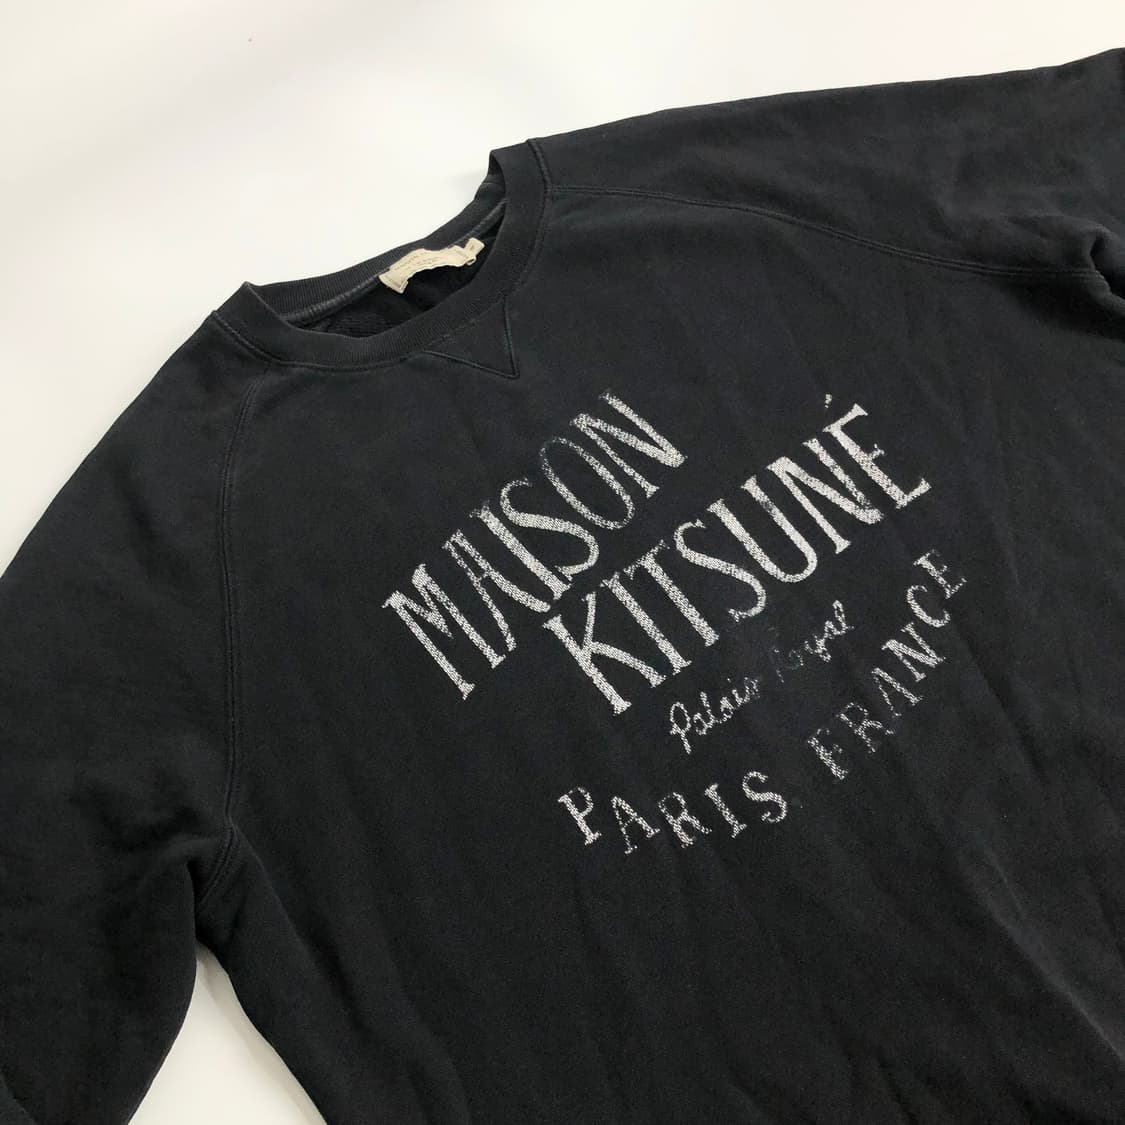 MAISON
KITSUNÉ
Palais Royal
PARIS, FRANCE